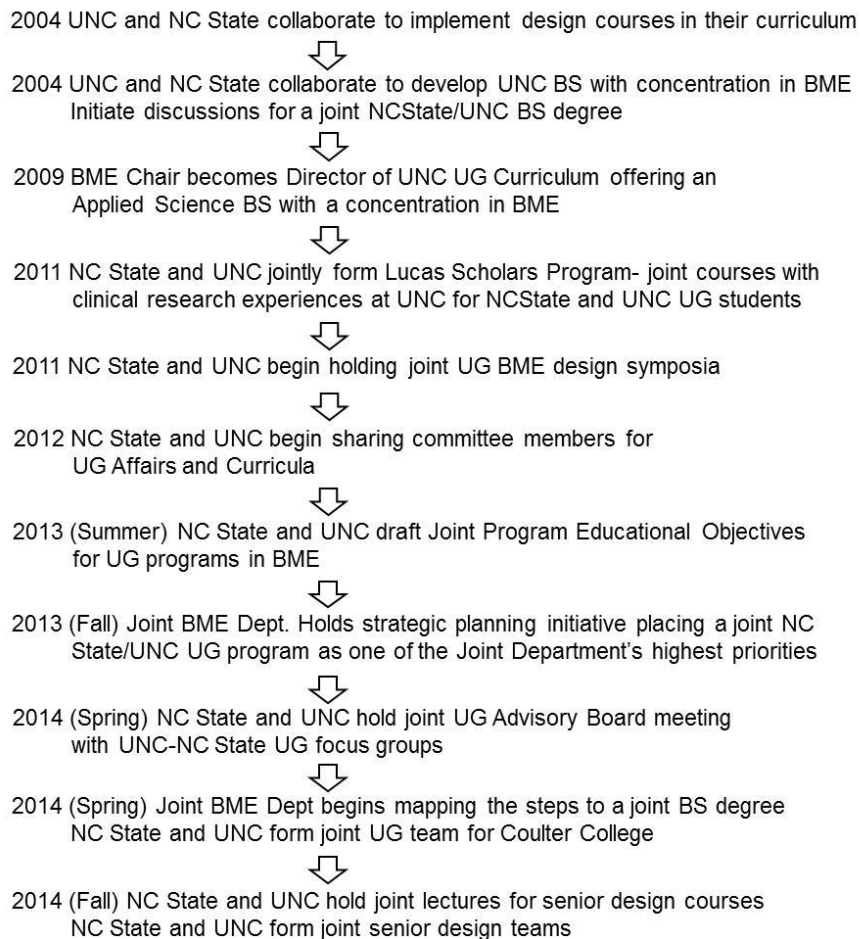 2004 UNC and NC State collaborate to implement design courses in their curriculum
2004 UNC and NC State collaborate to develop UNC BS with concentration in BME
Initiate discussions for a joint NCState/UNC BS degree
2009 BME Chair becomes Director of UNC UG Curriculum offering an
Applied Science BS with a concentration in BME
2011 NC State and UNC jointly form Lucas Scholars Program- joint courses with
clinical research experiences at UNC for NCState and UNC UG students
2011 NC State and UNC begin holding joint UG BME design symposia
2012 NC State and UNC begin sharing committee members for
UG Affairs and Curricula
2013 (Summer) NC State and UNC draft Joint Program Educational Objectives
for UG programs in BME
2013 (Fall) Joint BME Dept. Holds strategic planning initiative placing a joint NC
State/UNC UG program as one of the Joint Department's highest priorities
2014 (Spring) NC State and UNC hold joint UG Advisory Board meeting
with UNC-NC State UG focus groups
2014 (Spring) Joint BME Dept begins mapping the steps to a joint BS degree
NC State and UNC form joint UG team for Coulter College
2014 (Fall) NC State and UNC hold joint lectures for senior design courses
NC State and UNC form joint senior design teams